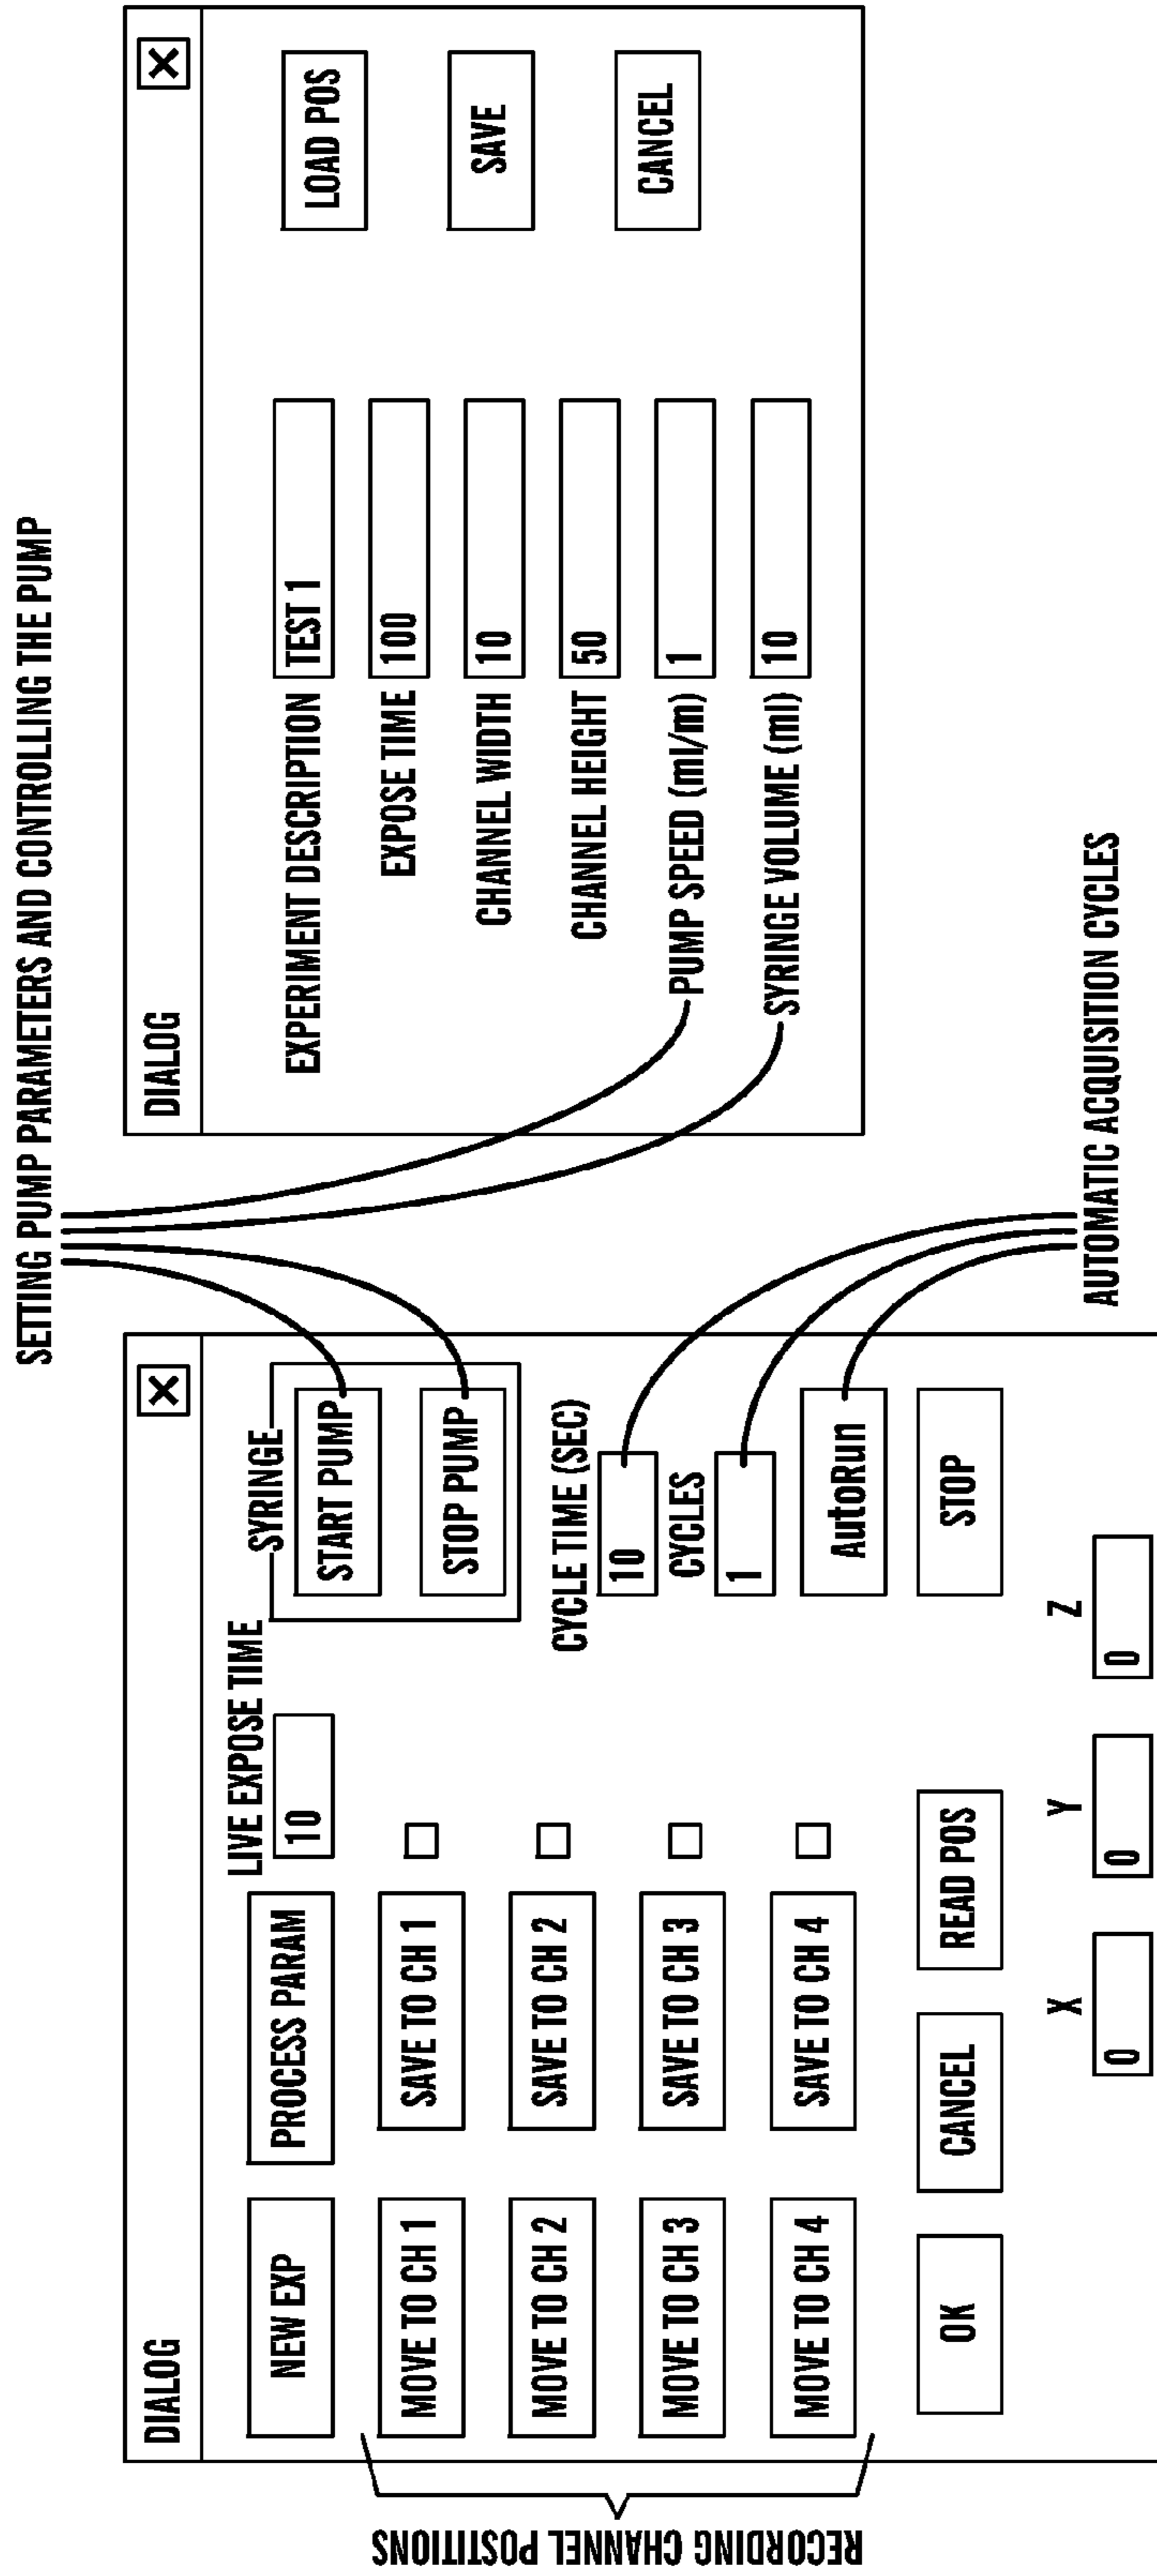 SETTING PUMP PARAMETERS AND CONTROLLING THE PUMP
DIALOG
X
NEW EXP
PROCESS PARAM
LIVE EXPOSE TIME
10
SYRINGE
START PUMP
STOP PUMP
MOVE TO CH 1
SAVE TO CH 1
MOVE TO CH 2
SAVE TO CH 2
MOVE TO CH 3
SAVE TO CH 3
MOVE TO CH 4
SAVE TO CH 4
CYCLE TIME (SEC)
10
CYCLES
1
AutoRun
STOP
OK
CANCEL
READ POS
X
Y
Z
0
0
0
RECORDING CHANNEL POSTITIONS
DIALOG
X
EXPERIMENT DESCRIPTION
TEST 1
EXPOSE TIME
100
CHANNEL WIDTH
10
CHANNEL HEIGHT
50
PUMP SPEED (ml/m)
1
SYRINGE VOLUME (ml)
10
LOAD POS
SAVE
CANCEL
AUTOMATIC ACQUISITION CYCLES